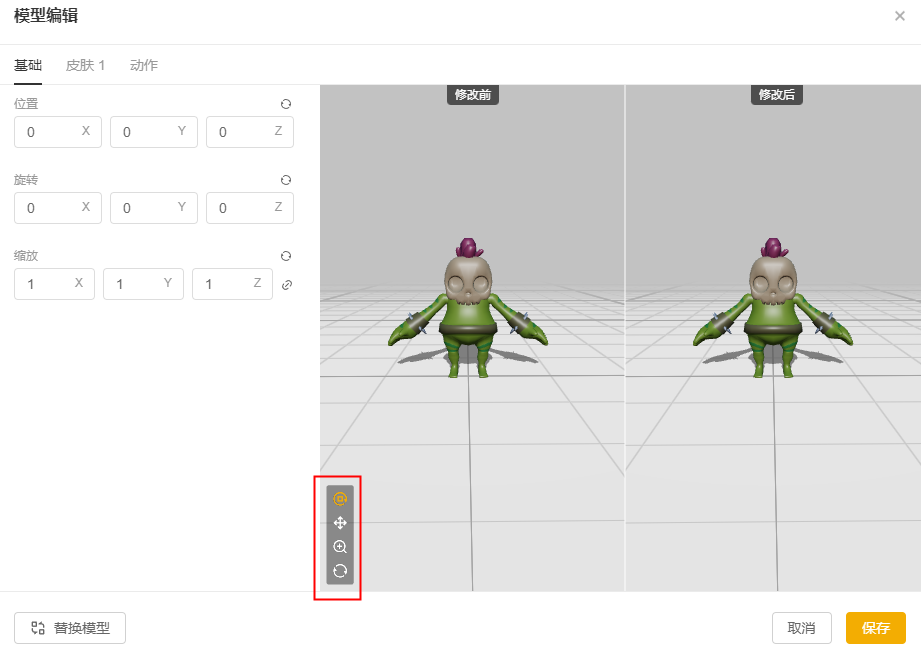 模型编辑
基础 皮肤 1 动作
位置
0 X 0 Y 0 Z
旋转
0 X 0 Y 0 Z
缩放
1 X 1 Y 1 Z
修改前 修改后
替换模型 取消 保存